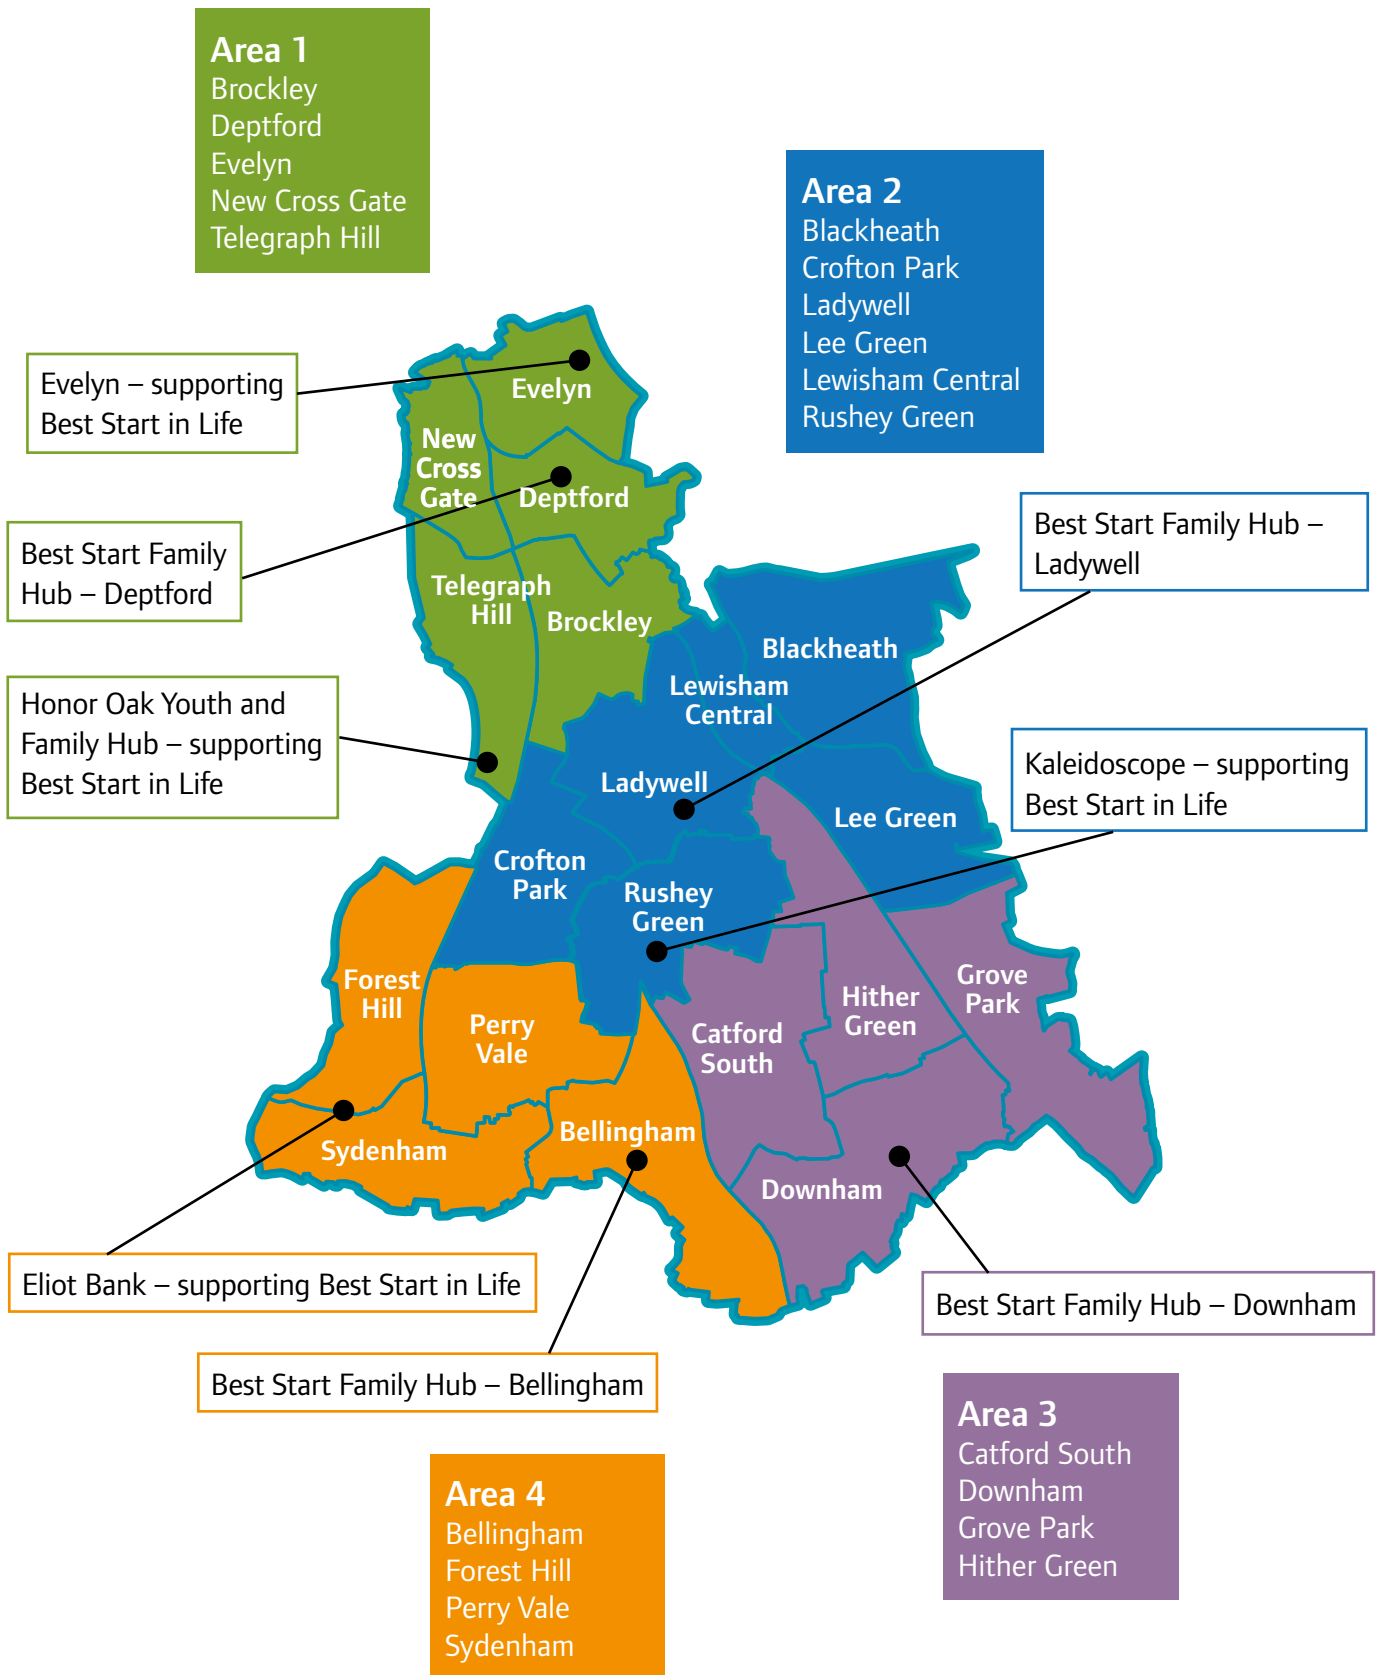 Area 1
Brockley
Deptford
Evelyn
New Cross Gate
Telegraph Hill
Area 2
Blackheath
Crofton Park
Ladywell
Lee Green
Lewisham Central
Rushey Green
Evelyn – supporting
Best Start in Life
Best Start Family
Hub – Deptford
Honor Oak Youth and
Family Hub – supporting
Best Start in Life
Best Start Family Hub –
Ladywell
Kaleidoscope – supporting
Best Start in Life
Evelyn
New
Cross
Gate
Deptford
Telegraph
Hill
Brockley
Blackheath
Lewisham
Central
Ladywell
Lee Green
Crofton
Park
Rushey
Green
Forest
Hill
Perry
Vale
Catford
South
Hither
Green
Grove
Park
Sydenham
Bellingham
Downham
Eliot Bank – supporting Best Start in Life
Best Start Family Hub – Downham
Best Start Family Hub – Bellingham
Area 3
Catford South
Downham
Grove Park
Hither Green
Area 4
Bellingham
Forest Hill
Perry Vale
Sydenham